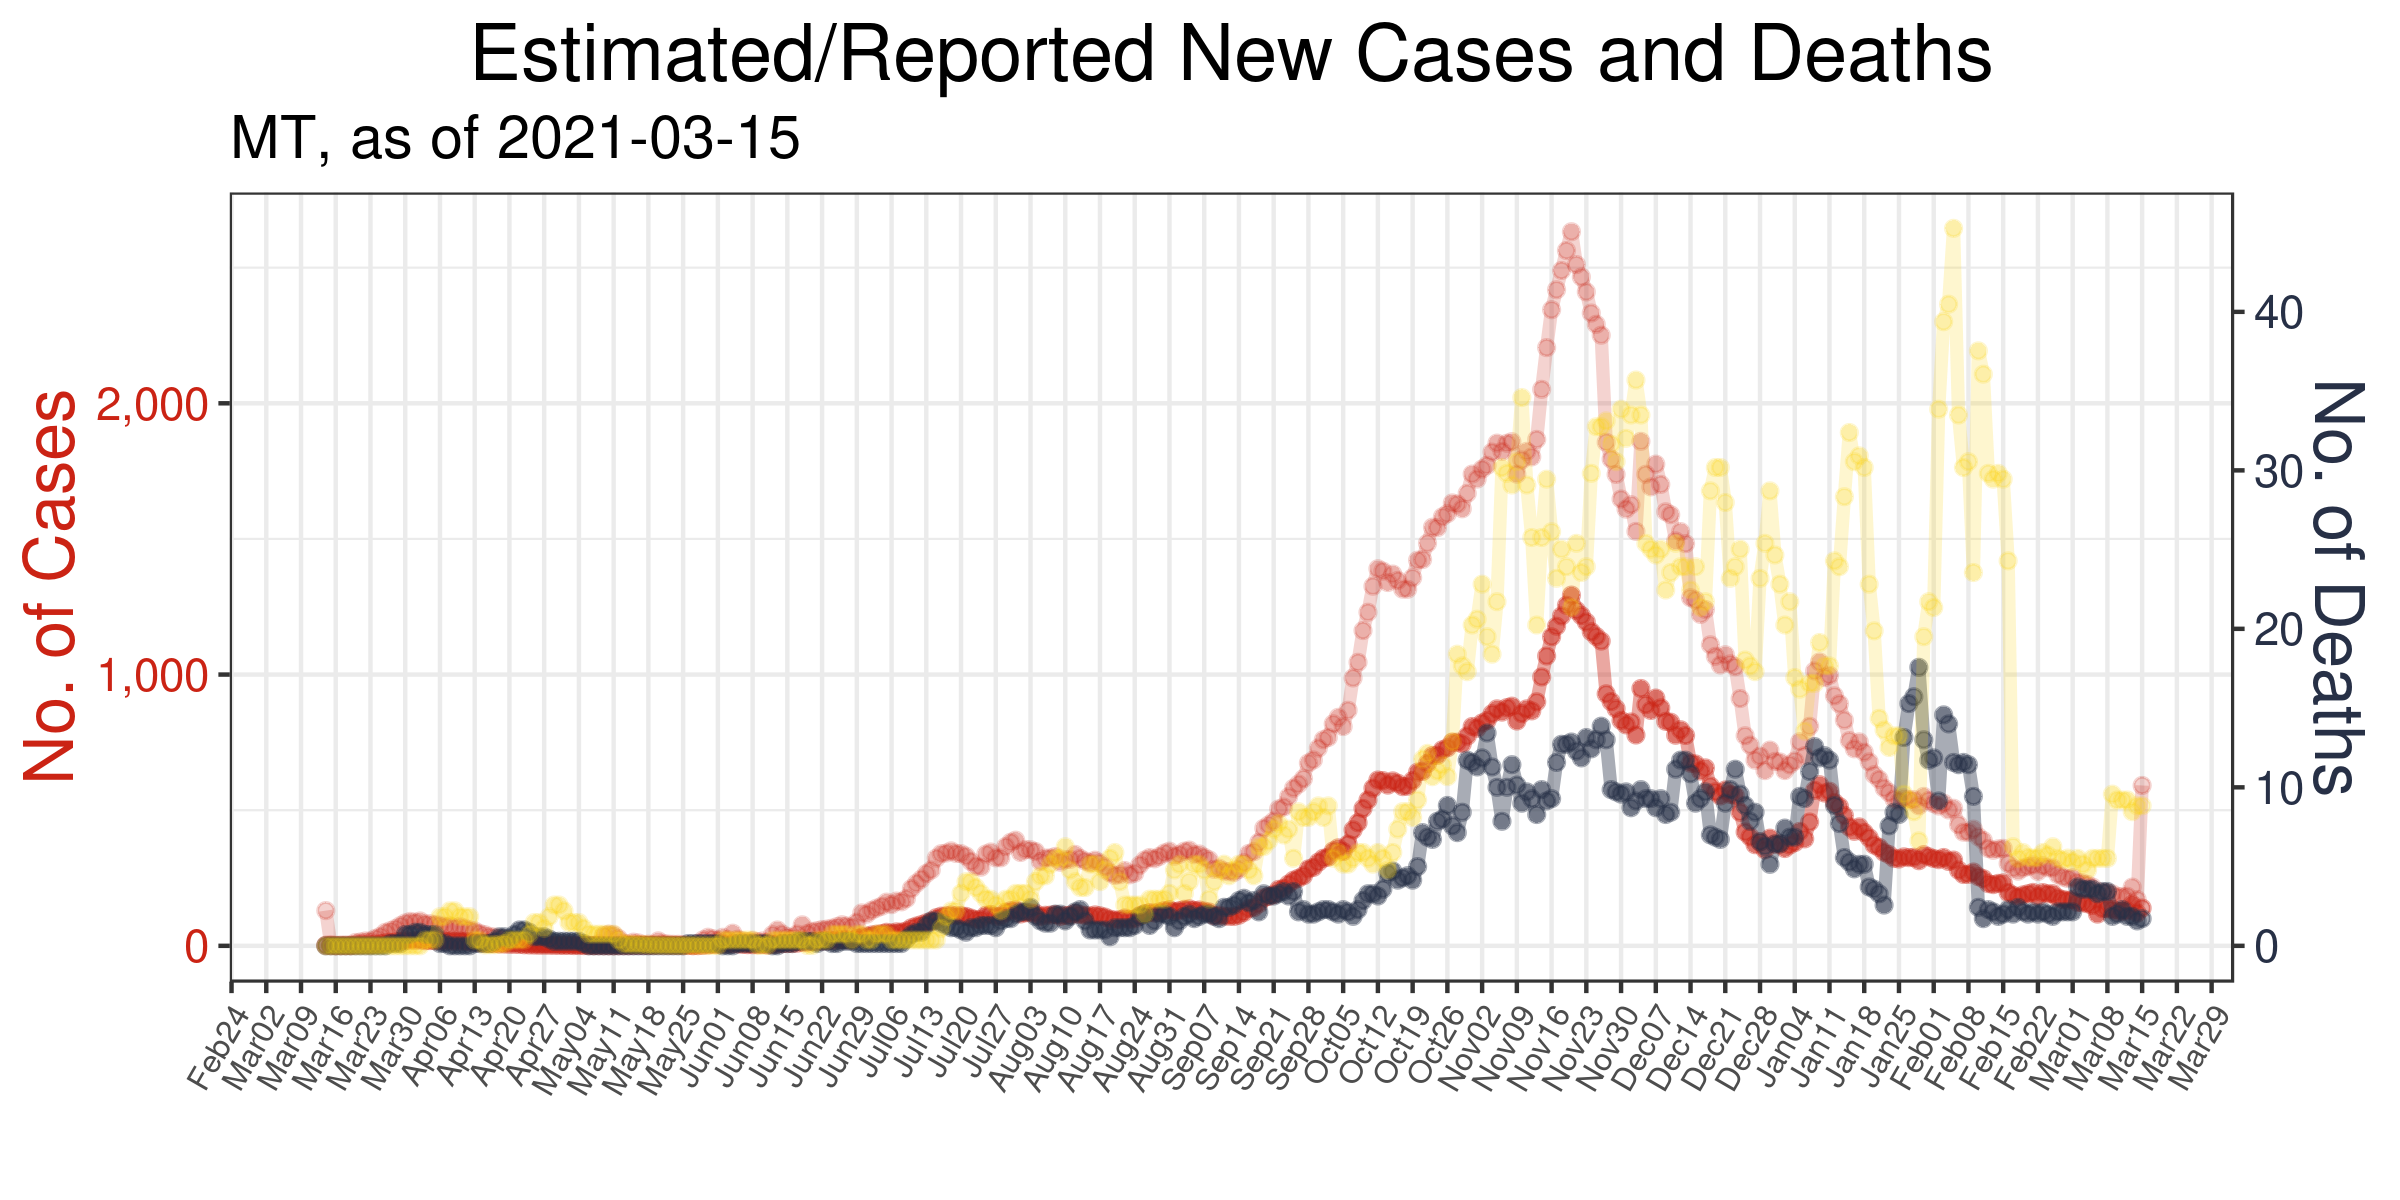 Estimated/Reported New Cases and Deaths
MT, as of 2021-03-15
No. of Cases
2,000
1,000
0
40
30
20
10
0
No. of Deaths
Feb24
Mar02
Mar09
Mar16
Mar23
Mar30
Apr06
Apr13
Apr20
Apr27
May04
May11
May18
May25
Jun01
Jun08
Jun15
Jun22
Jun29
Jul06
Jul13
Jul20
Jul27
Aug03
Aug10
Aug17
Aug24
Aug31
Sep07
Sep14
Sep21
Sep28
Oct05
Oct12
Oct19
Oct26
Nov02
Nov09
Nov16
Nov23
Nov30
Dec07
Dec14
Dec21
Dec28
Jan04
Jan11
Jan18
Jan25
Feb01
Feb08
Feb15
Feb22
Mar01
Mar08
Mar15
Mar22
Mar29